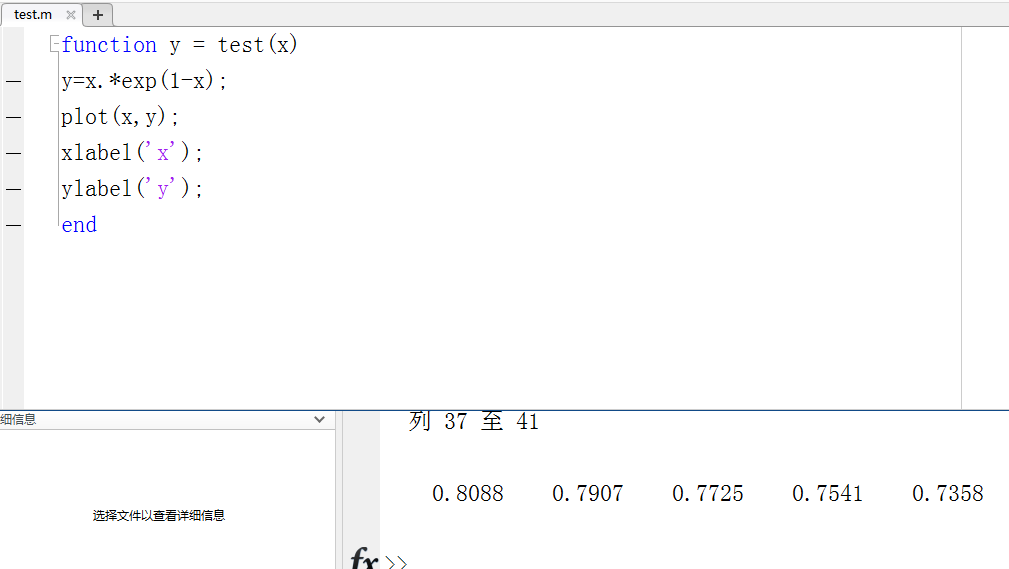 test.m
function y = test(x)
y=x.*exp(1-x);
plot(x,y);
xlabel('x');
ylabel('y');
end
细信息
选择文件以查看详细信息
列 37 至 41
0.8088 0.7907 0.7725 0.7541 0.7358
fx >>